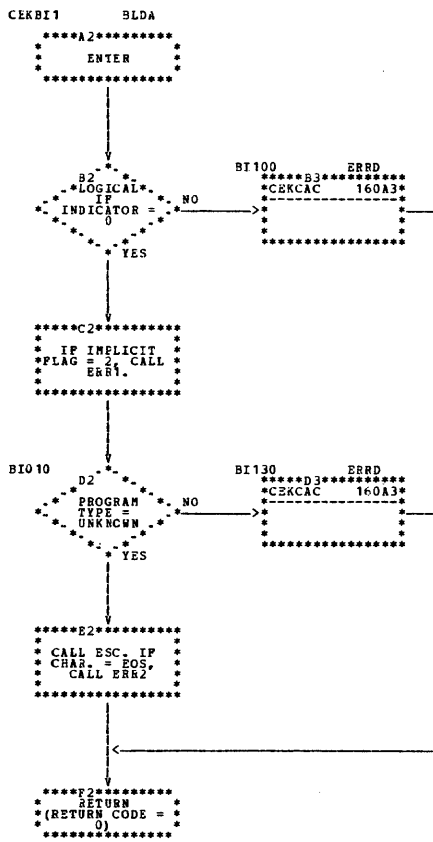 CEKBI1 BLDA
A2
ENTER
B2
LOGICAL
IF
INDICATOR =
0
NO
YES
BI100 ERRD
B3
CEKCAC 160A3
C2
IF IMPLICIT
FLAG = 2, CALL
ERR1.
BI010
D2
PROGRAM
TYPE =
UNKNOWN
NO
YES
BI130 ERRD
D3
CEKCAC 160A3
E2
CALL ESC. IF
CHAR. = EOS,
CALL ERR2
F2
RETURN
(RETURN CODE =
0)